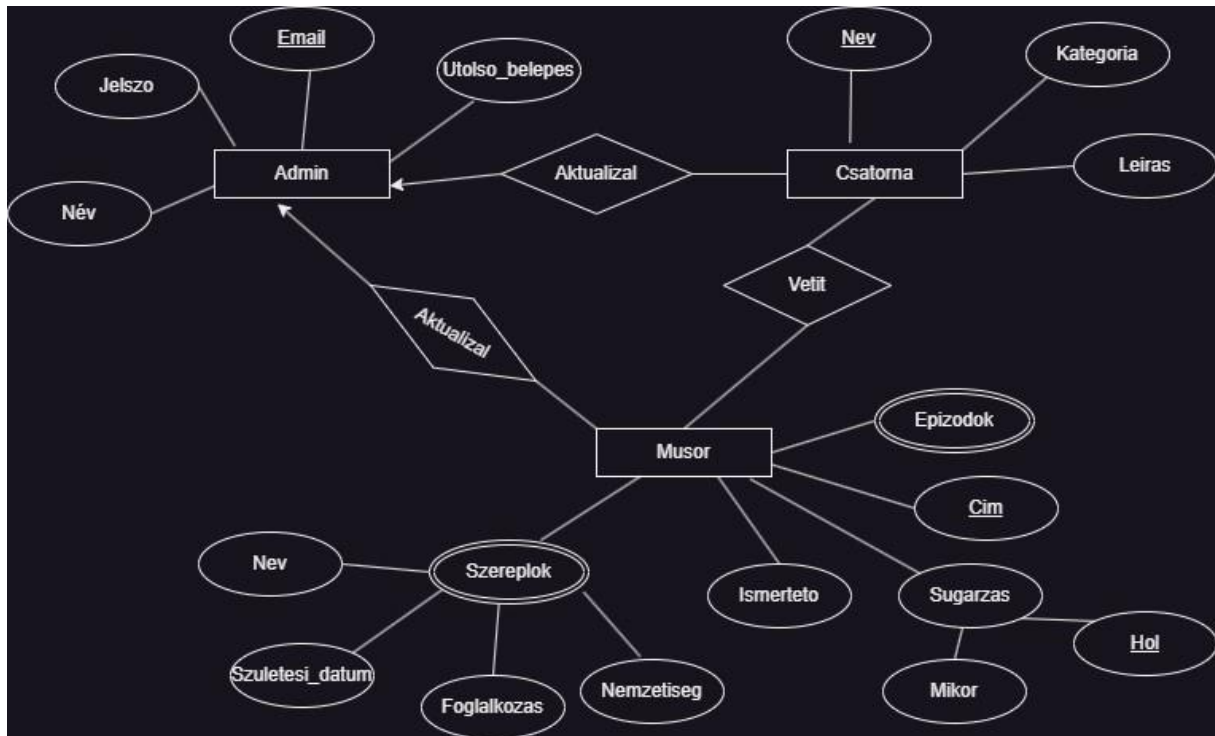 Email
Nev
Kategoria
Utolso_belepes
Jelszo
Admin
Aktualizal
Csatorna
Leiras
Név
Vetit
Aktualizal
Epizodok
Musor
Cim
Nev
Szereplok
Ismerteto
Sugarzas
Hol
Szuletesi_datum
Foglalkozas
Nemzetiseg
Mikor